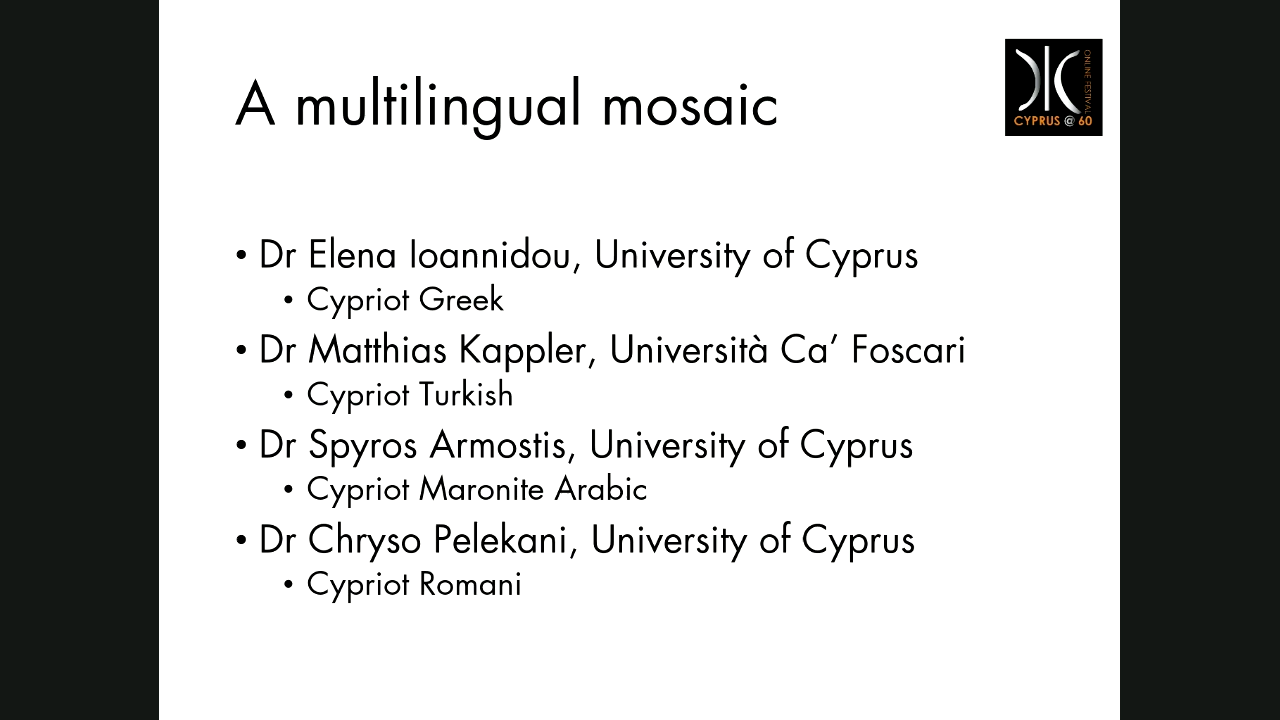 A multilingual mosaic
ONLINE FESTIVAL
CYPRUS @ 60
• Dr Elena Ioannidou, University of Cyprus
• Cypriot Greek
• Dr Matthias Kappler, Università Ca’ Foscari
• Cypriot Turkish
• Dr Spyros Armostis, University of Cyprus
• Cypriot Maronite Arabic
• Dr Chryso Pelekani, University of Cyprus
• Cypriot Romani